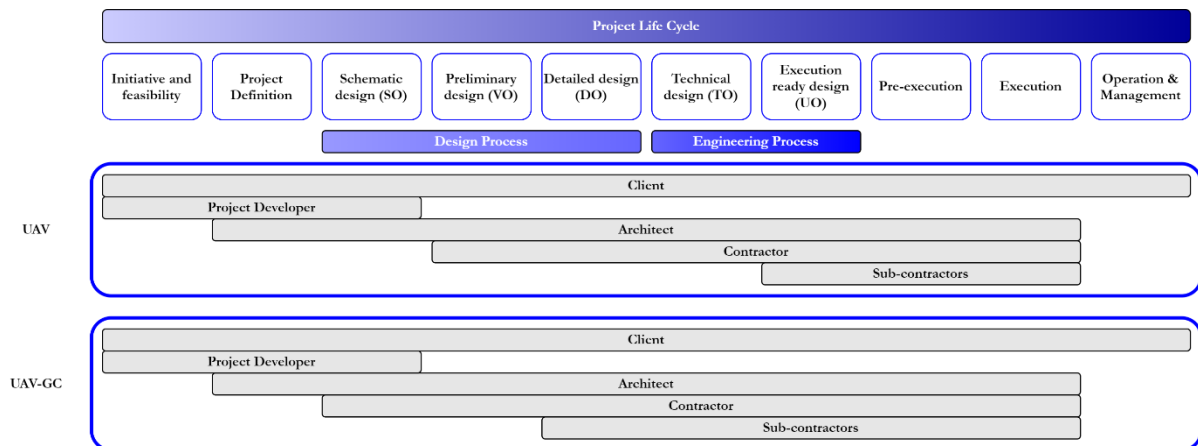 Project Life Cycle
Initiative and
feasibility
Project
Definition
Schematic
design (SO)
Preliminary
design (VO)
Detailed design
(DO)
Technical
design (TO)
Execution
ready design
(UO)
Pre-execution
Execution
Operation &
Management
Design Process
Engineering Process
UAV
Client
Project Developer
Architect
Contractor
Sub-contractors
UAV-GC
Client
Project Developer
Architect
Contractor
Sub-contractors